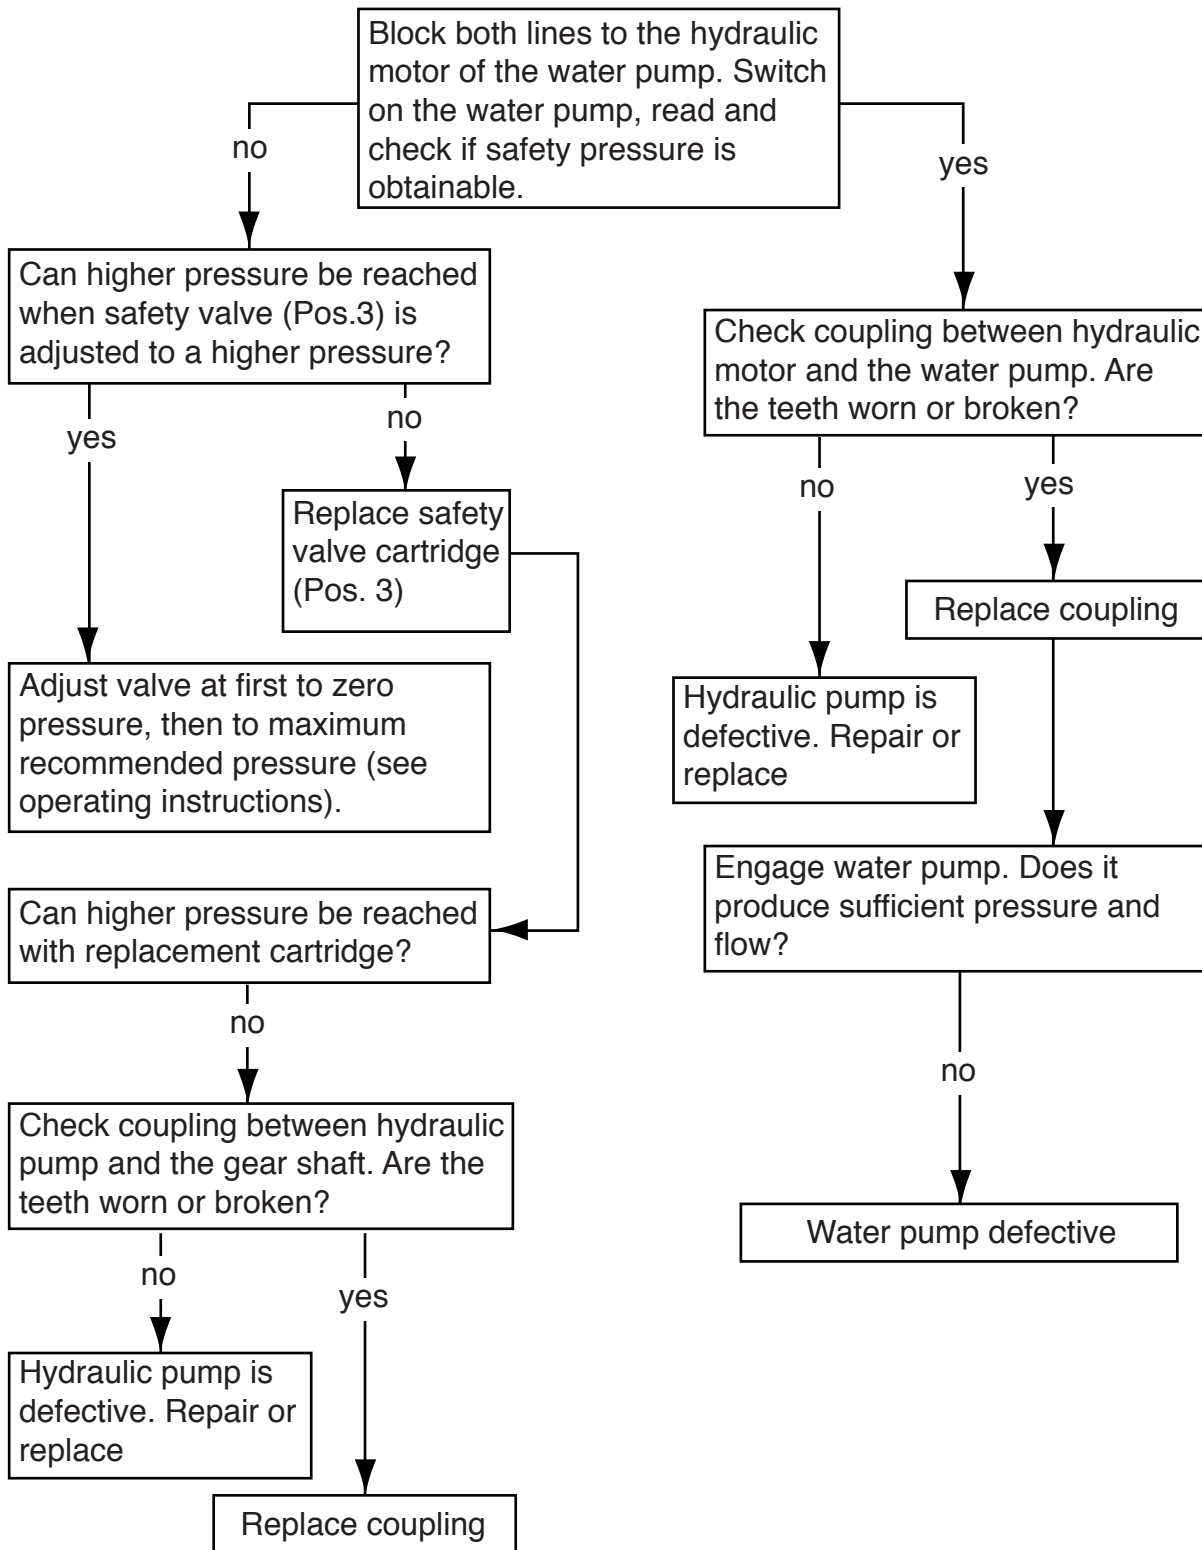 Block both lines to the hydraulic
motor of the water pump. Switch
on the water pump, read and
check if safety pressure is
obtainable.
no
yes
Can higher pressure be reached
when safety valve (Pos.3) is
adjusted to a higher pressure?
Check coupling between hydraulic
motor and the water pump. Are
the teeth worn or broken?
yes
no
no
yes
Replace safety
valve cartridge
(Pos. 3)
Replace coupling
Adjust valve at first to zero
pressure, then to maximum
recommended pressure (see
operating instructions).
Hydraulic pump is
defective. Repair or
replace
Can higher pressure be reached
with replacement cartridge?
Engage water pump. Does it
produce sufficient pressure and
flow?
no
no
Check coupling between hydraulic
pump and the gear shaft. Are the
teeth worn or broken?
Water pump defective
no
yes
Hydraulic pump is
defective. Repair or
replace
Replace coupling